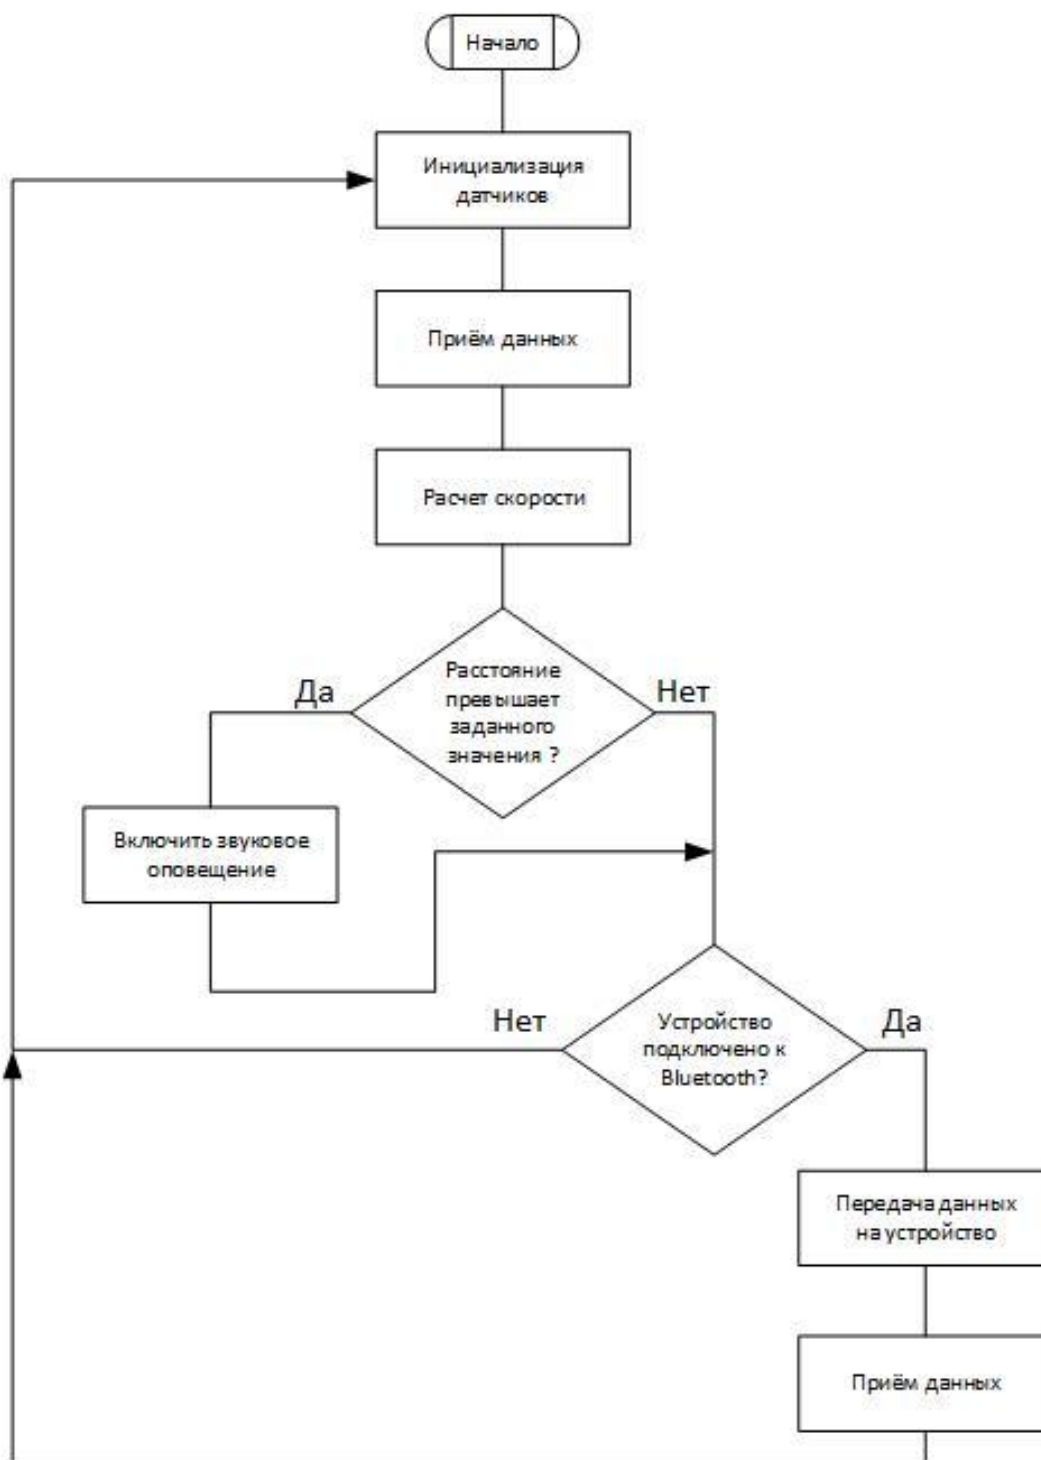 Начало
Инициализация
датчиков
Приём данных
Расчет скорости
Расстояние
превышает
заданного
значения ?
Да
Нет
Включить звуковое
оповещение
Устройство
подключено к
Bluetooth?
Нет
Да
Передача данных
на устройство
Приём данных